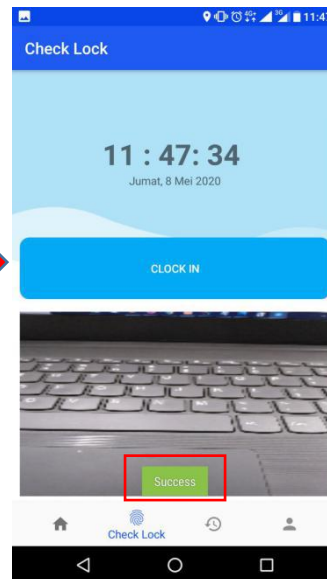 11:47
Check Lock
11 : 47: 34
Jumat, 8 Mei 2020
CLOCK IN
Success
Check Lock